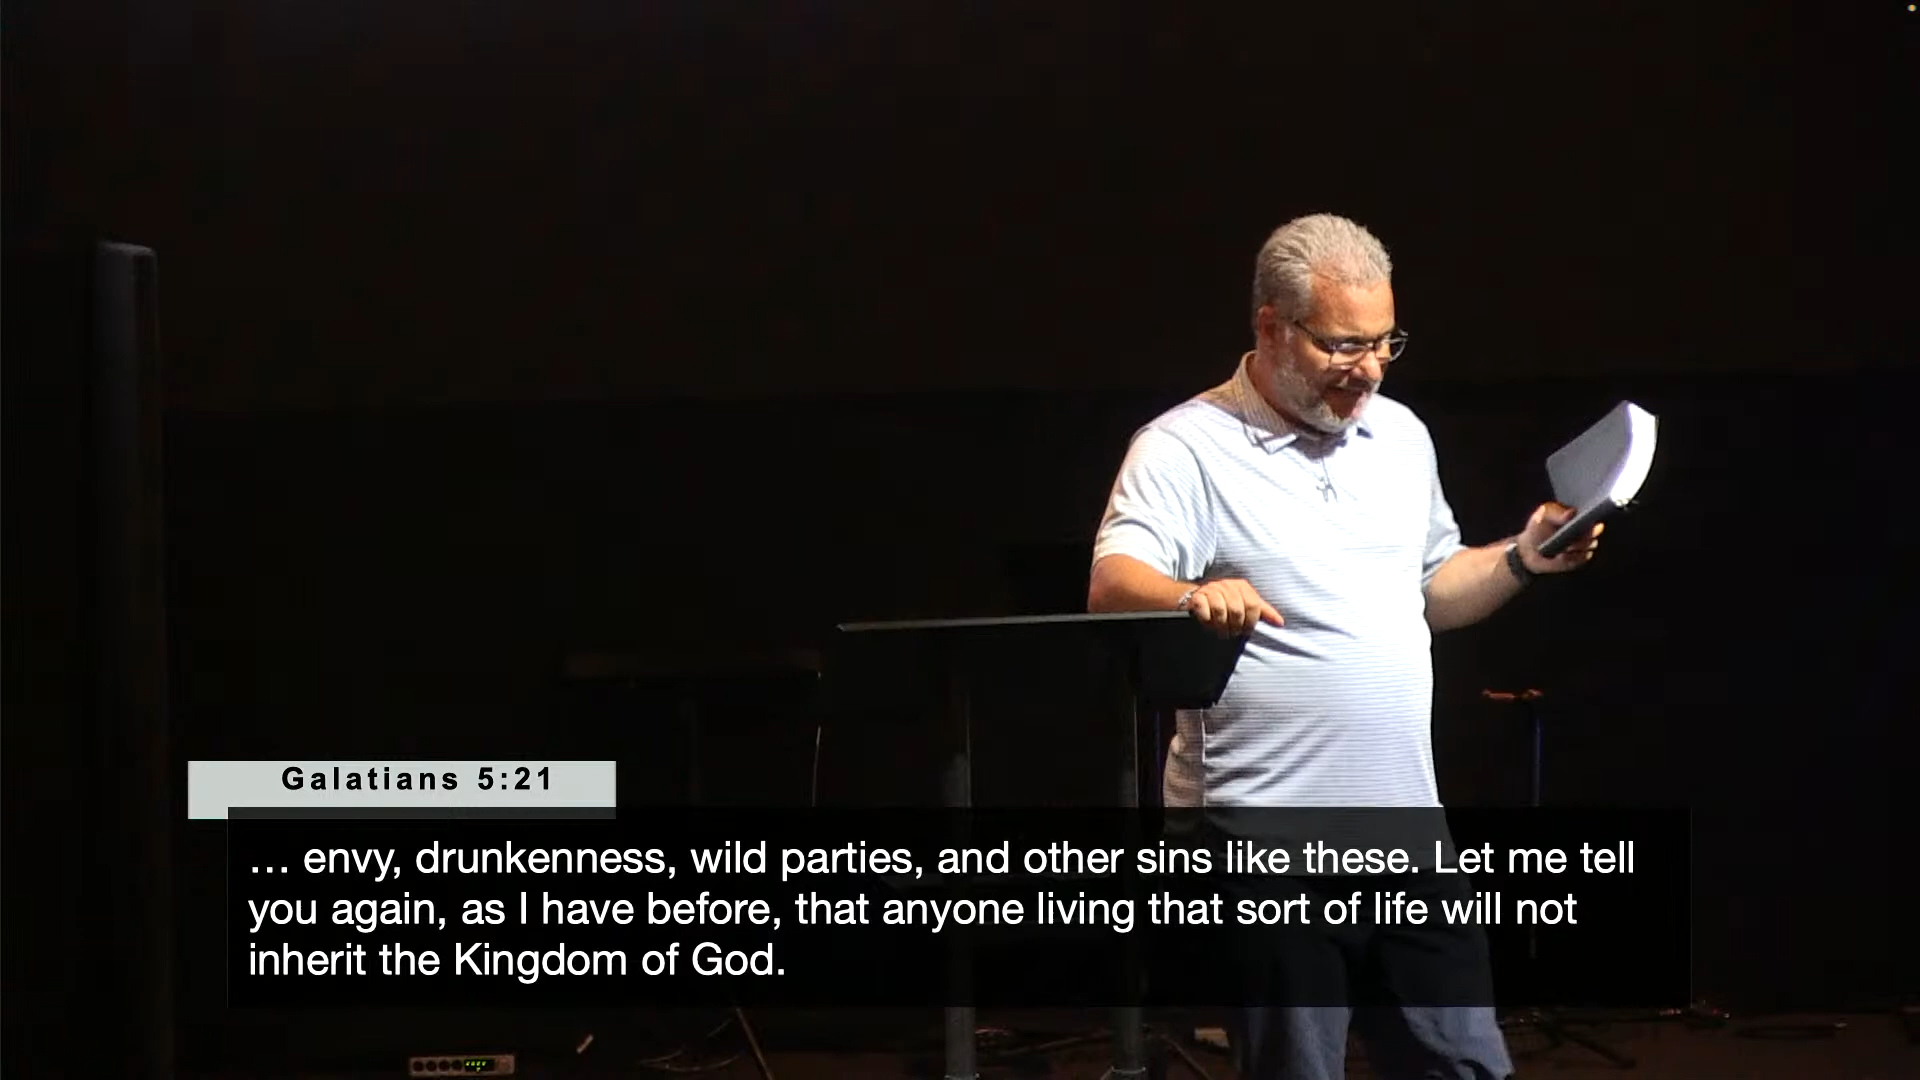 Galatians 5:21
… envy, drunkenness, wild parties, and other sins like these. Let me tell
you again, as I have before, that anyone living that sort of life will not
inherit the Kingdom of God.